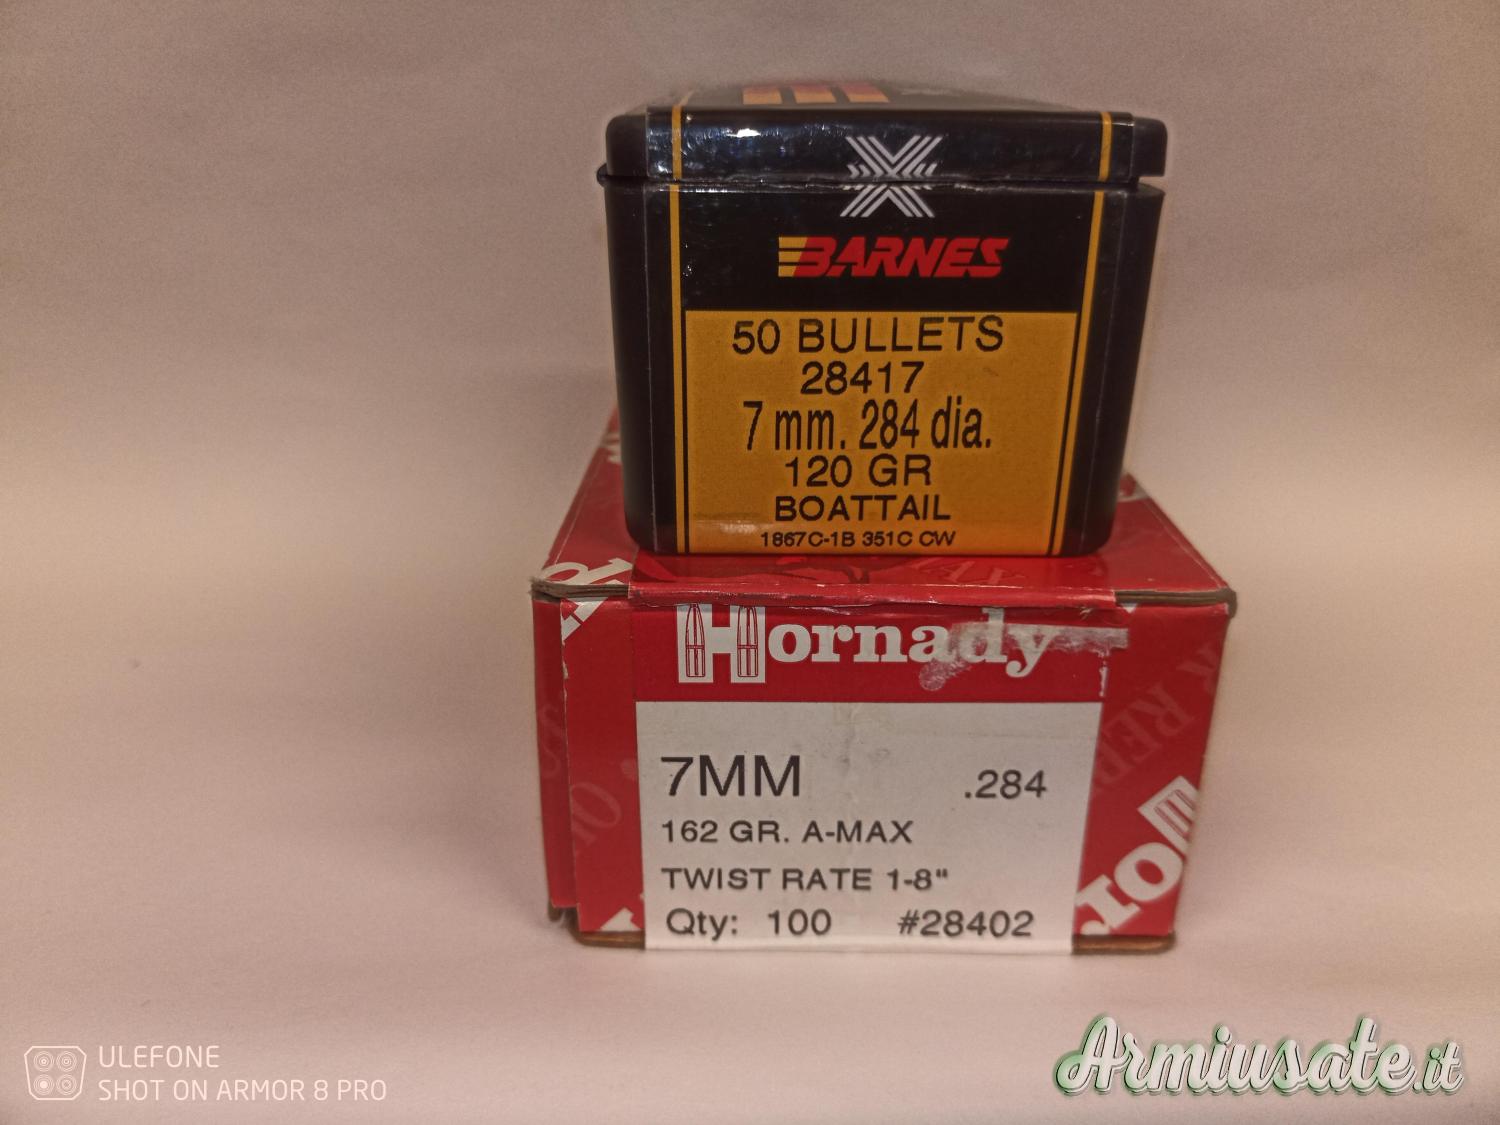 BARNES
50 BULLETS
28417
7 mm. 284 dia.
120 GR
BOATTAIL
1867C-1B 351C CW
Hornady
7MM .284
162 GR. A-MAX
TWIST RATE 1-8"
Qty: 100 #28402
ULEFONE
SHOT ON ARMOR 8 PRO
Armiusate.it